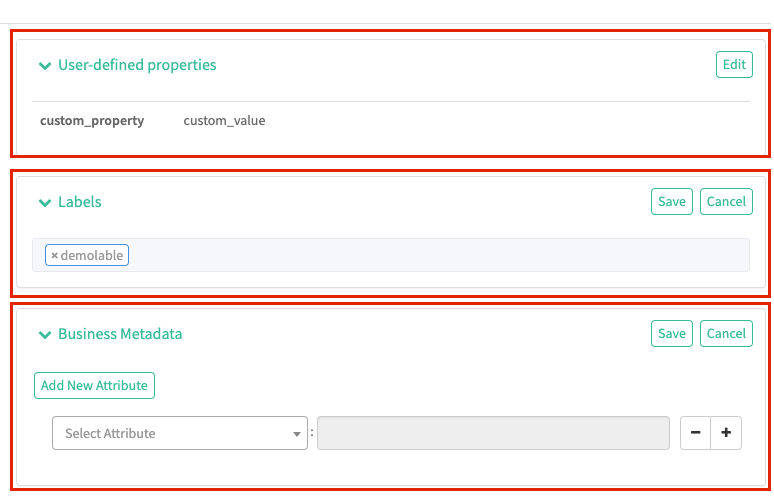 User-defined properties Edit
custom_property custom_value
Labels Save Cancel
× demolable
Business Metadata Save Cancel
Add New Attribute
Select Attribute :